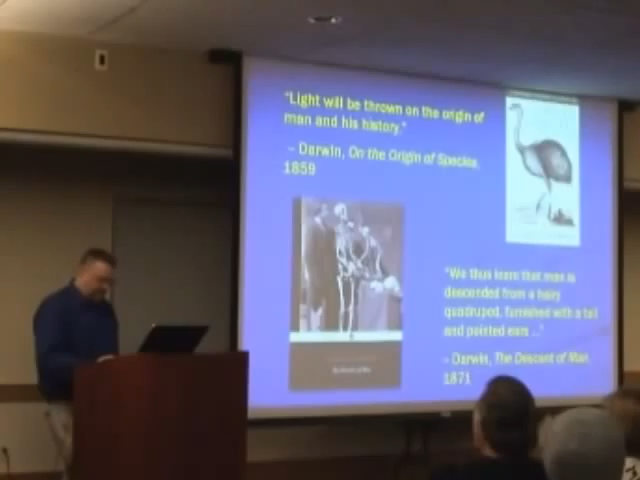 "Light will be thrown on the origin of
man and his history."
– Darwin, On the Origin of Species,
1859
"We thus learn that man is
descended from a hairy
quadruped, furnished with a tail
and pointed ears ..."
– Darwin, The Descent of Man,
1871